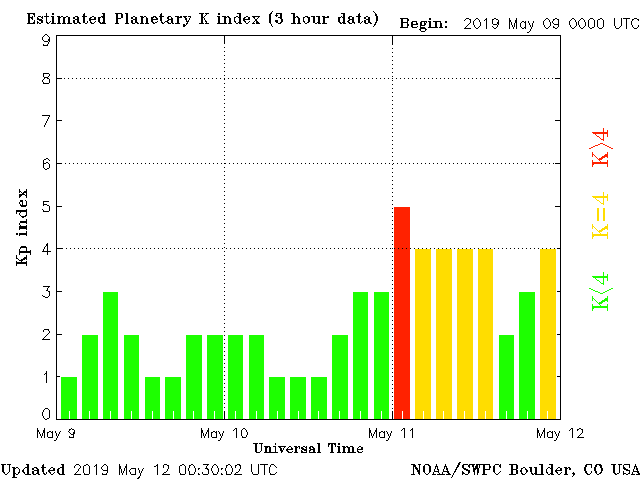 Estimated Planetary K index (3 hour data)
Begin: 2019 May 09 0000 UTC
9
8
7
6
5
4
3
2
1
0
Kp index
K>4
K=4
K<4
May 9
May 10
May 11
May 12
Universal Time
Updated 2019 May 12 00:30:02 UTC
NOAA/SWPC Boulder, CO USA